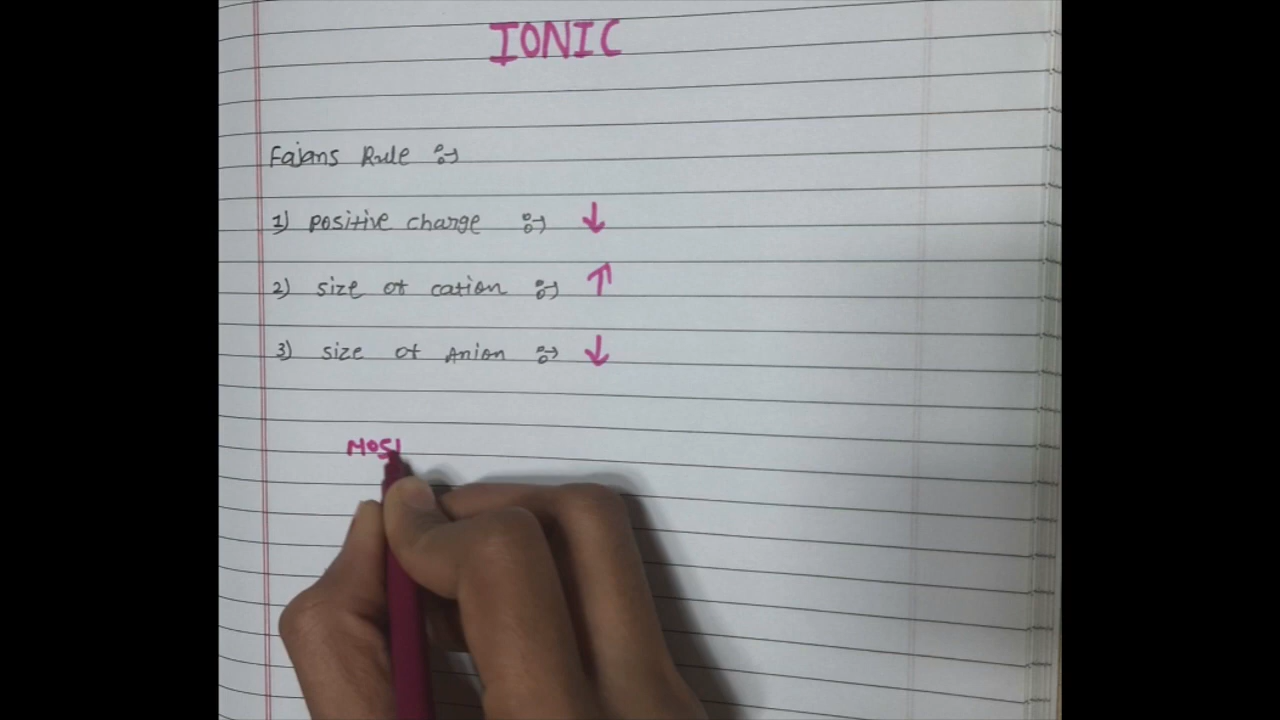 IONIC
Fajans Rule :-)
1) positive charge :-) ↓
2) size of cation :-) ↑
3) size of Anion :-) ↓